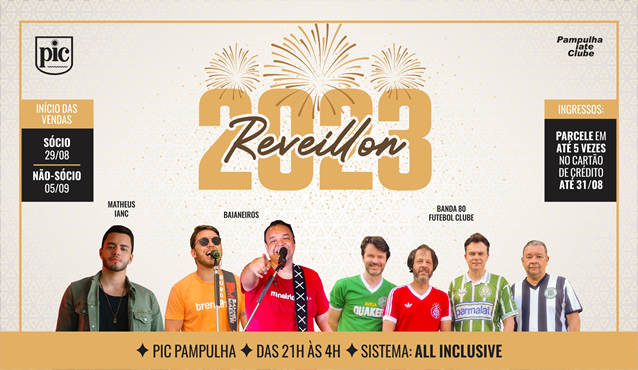 pic
Pampulha
Iate
Clube
2023
Reveillon
INÍCIO DAS
VENDAS
SÓCIO
29/08
NÃO-SÓCIO
05/09
INGRESSOS:
PARCELE EM
ATÉ 5 VEZES
NO CARTÃO
DE CRÉDITO
ATÉ 31/08
MATHEUS
IANC
BAIANEIROS
BANDA 80
FUTEBOL CLUBE
QUAKER
parmalat
PIC PAMPULHA DAS 21H ÀS 4H SISTEMA: ALL INCLUSIVE